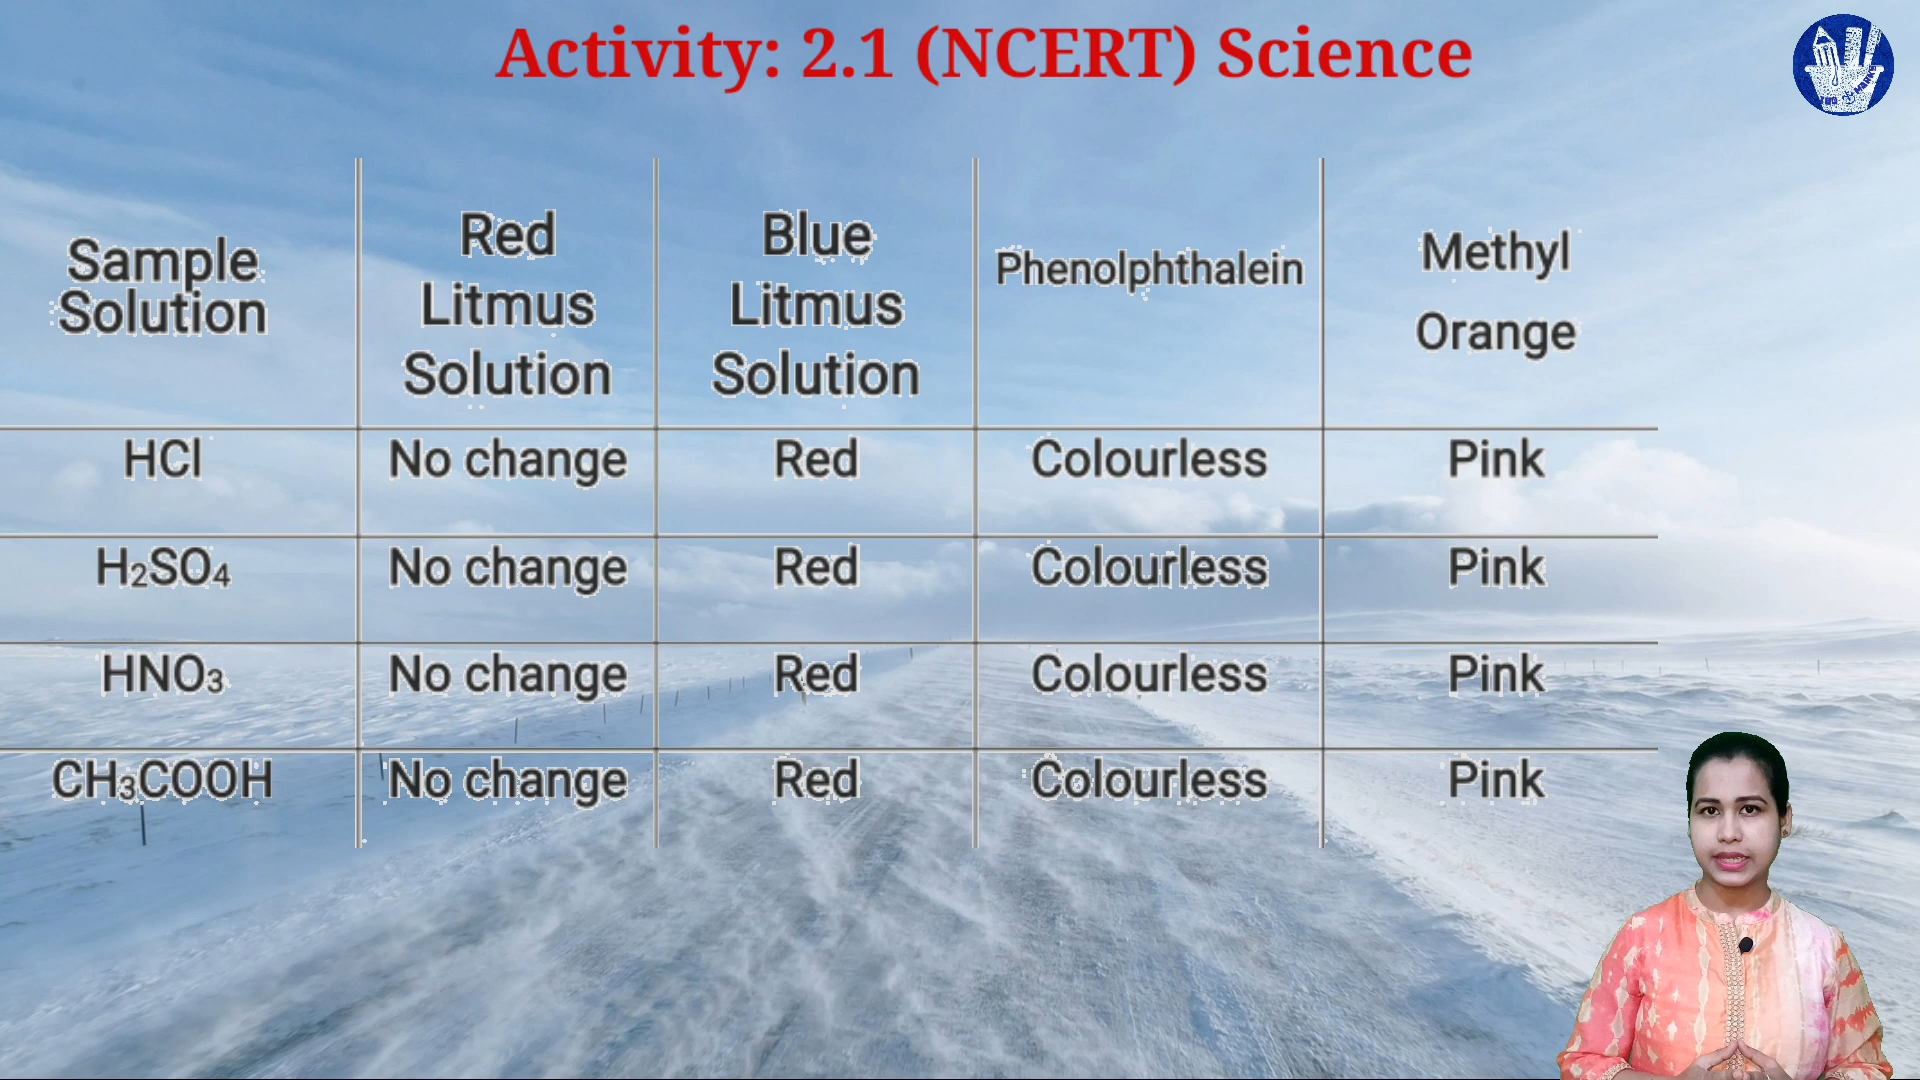 Activity: 2.1 (NCERT) Science
Sample Solution
Red Litmus Solution
Blue Litmus Solution
Phenolphthalein
Methyl Orange
HCl No change Red Colourless Pink
H₂SO₄ No change Red Colourless Pink
HNO₃ No change Red Colourless Pink
CH₃COOH No change Red Colourless Pink